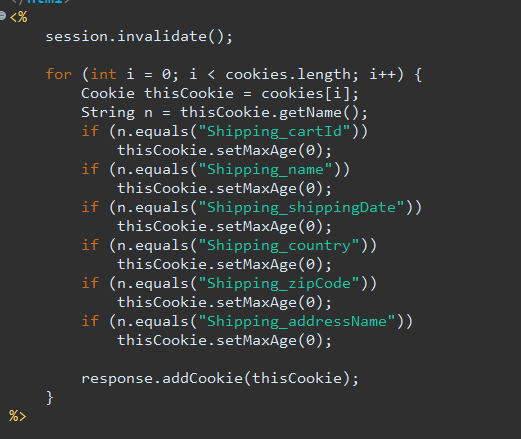 </html>
<%
    session.invalidate();

    for (int i = 0; i < cookies.length; i++) {
        Cookie thisCookie = cookies[i];
        String n = thisCookie.getName();
        if (n.equals("Shipping_cartId"))
            thisCookie.setMaxAge(0);
        if (n.equals("Shipping_name"))
            thisCookie.setMaxAge(0);
        if (n.equals("Shipping_shippingDate"))
            thisCookie.setMaxAge(0);
        if (n.equals("Shipping_country"))
            thisCookie.setMaxAge(0);
        if (n.equals("Shipping_zipCode"))
            thisCookie.setMaxAge(0);
        if (n.equals("Shipping_addressName"))
            thisCookie.setMaxAge(0);

        response.addCookie(thisCookie);
    }
%>